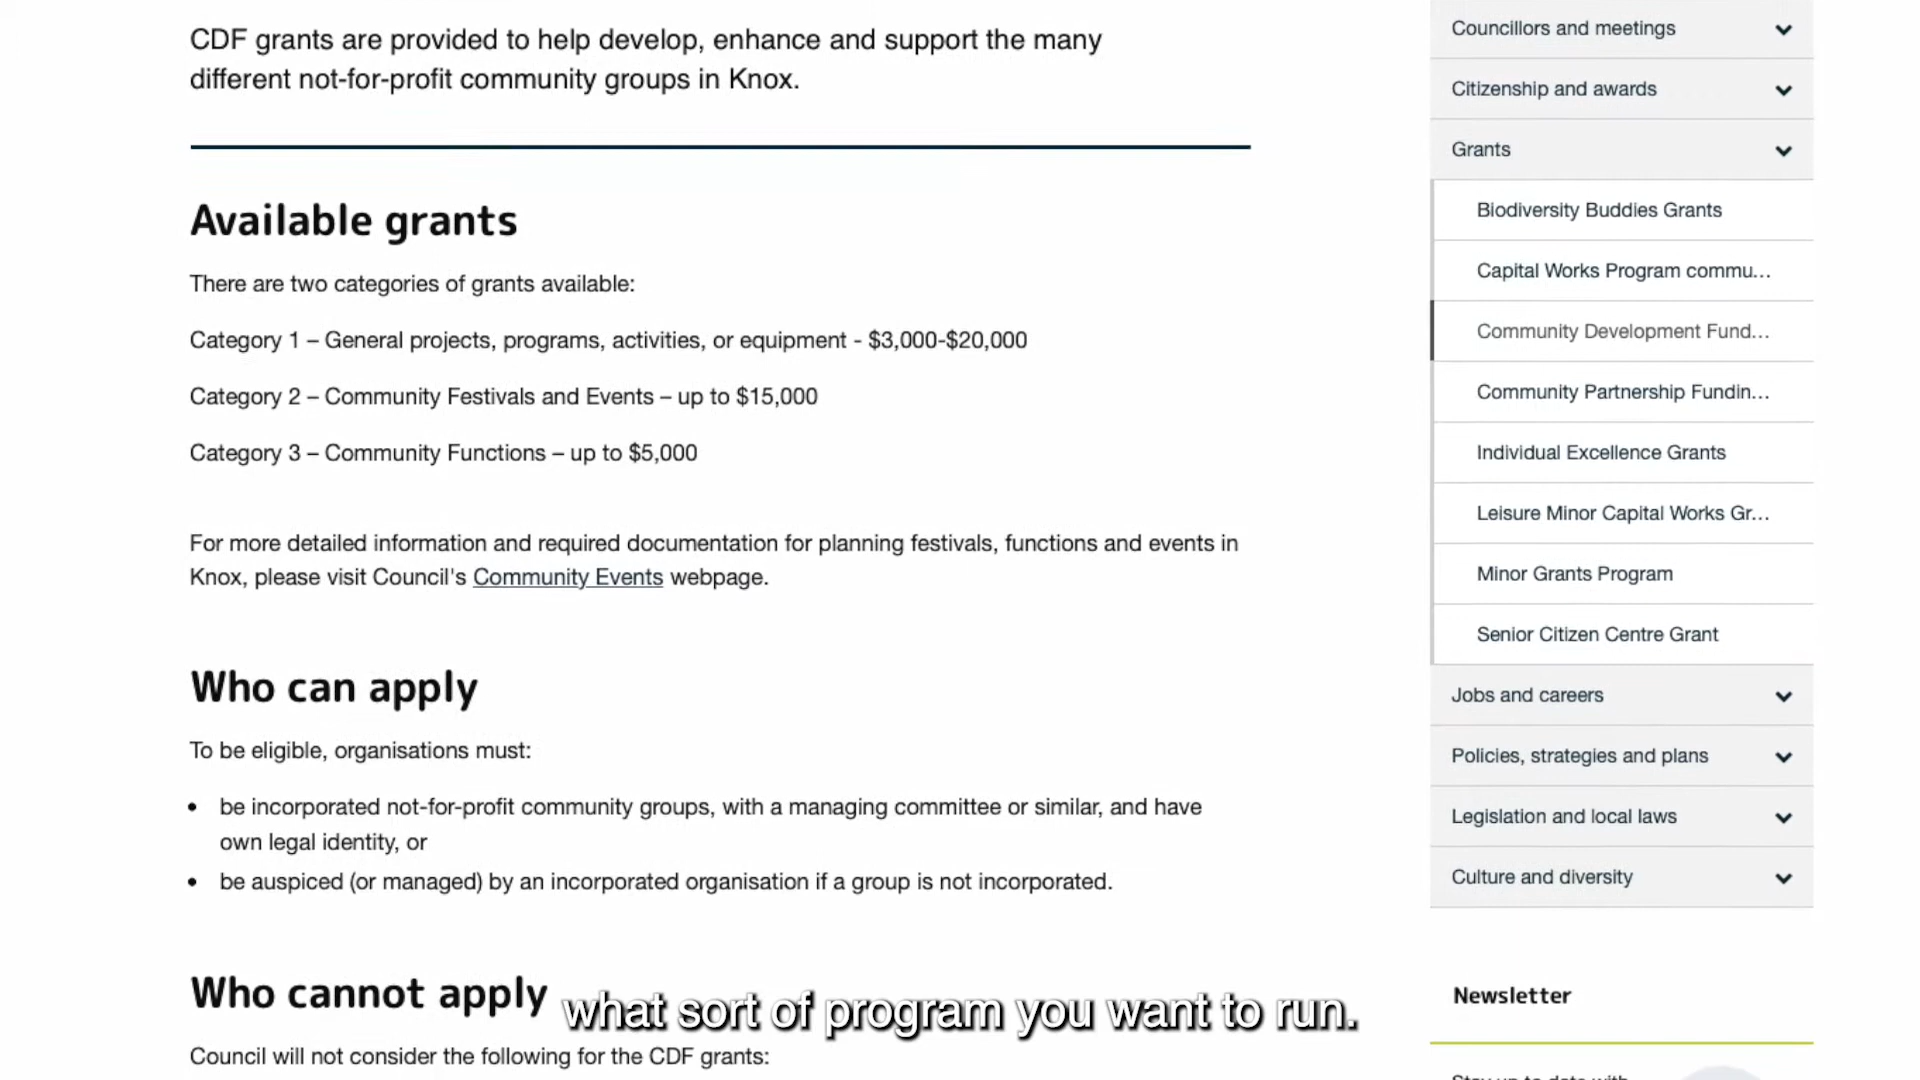 CDF grants are provided to help develop, enhance and support the many
different not-for-profit community groups in Knox.
Available grants
There are two categories of grants available:
Category 1 – General projects, programs, activities, or equipment - $3,000-$20,000
Category 2 – Community Festivals and Events – up to $15,000
Category 3 – Community Functions – up to $5,000
For more detailed information and required documentation for planning festivals, functions and events in
Knox, please visit Council's Community Events webpage.
Who can apply
To be eligible, organisations must:
• be incorporated not-for-profit community groups, with a managing committee or similar, and have
own legal identity, or
• be auspiced (or managed) by an incorporated organisation if a group is not incorporated.
Who cannot apply
Council will not consider the following for the CDF grants:
what sort of program you want to run.
Councillors and meetings
Citizenship and awards
Grants
Biodiversity Buddies Grants
Capital Works Program commu...
Community Development Fund...
Community Partnership Fundin...
Individual Excellence Grants
Leisure Minor Capital Works Gr...
Minor Grants Program
Senior Citizen Centre Grant
Jobs and careers
Policies, strategies and plans
Legislation and local laws
Culture and diversity
Newsletter
Stay up to date with